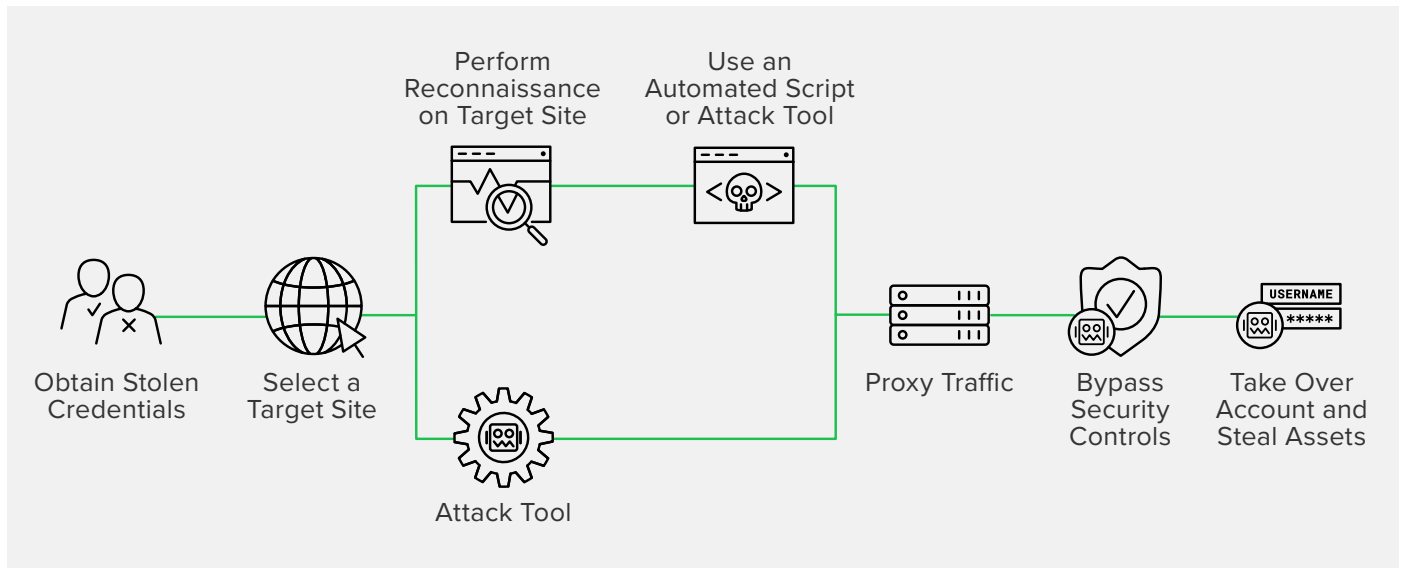 Perform
Reconnaissance
on Target Site
Use an
Automated Script
or Attack Tool
Obtain Stolen
Credentials
Select a
Target Site
Attack Tool
Proxy Traffic
Bypass
Security
Controls
USERNAME
*****
Take Over
Account and
Steal Assets